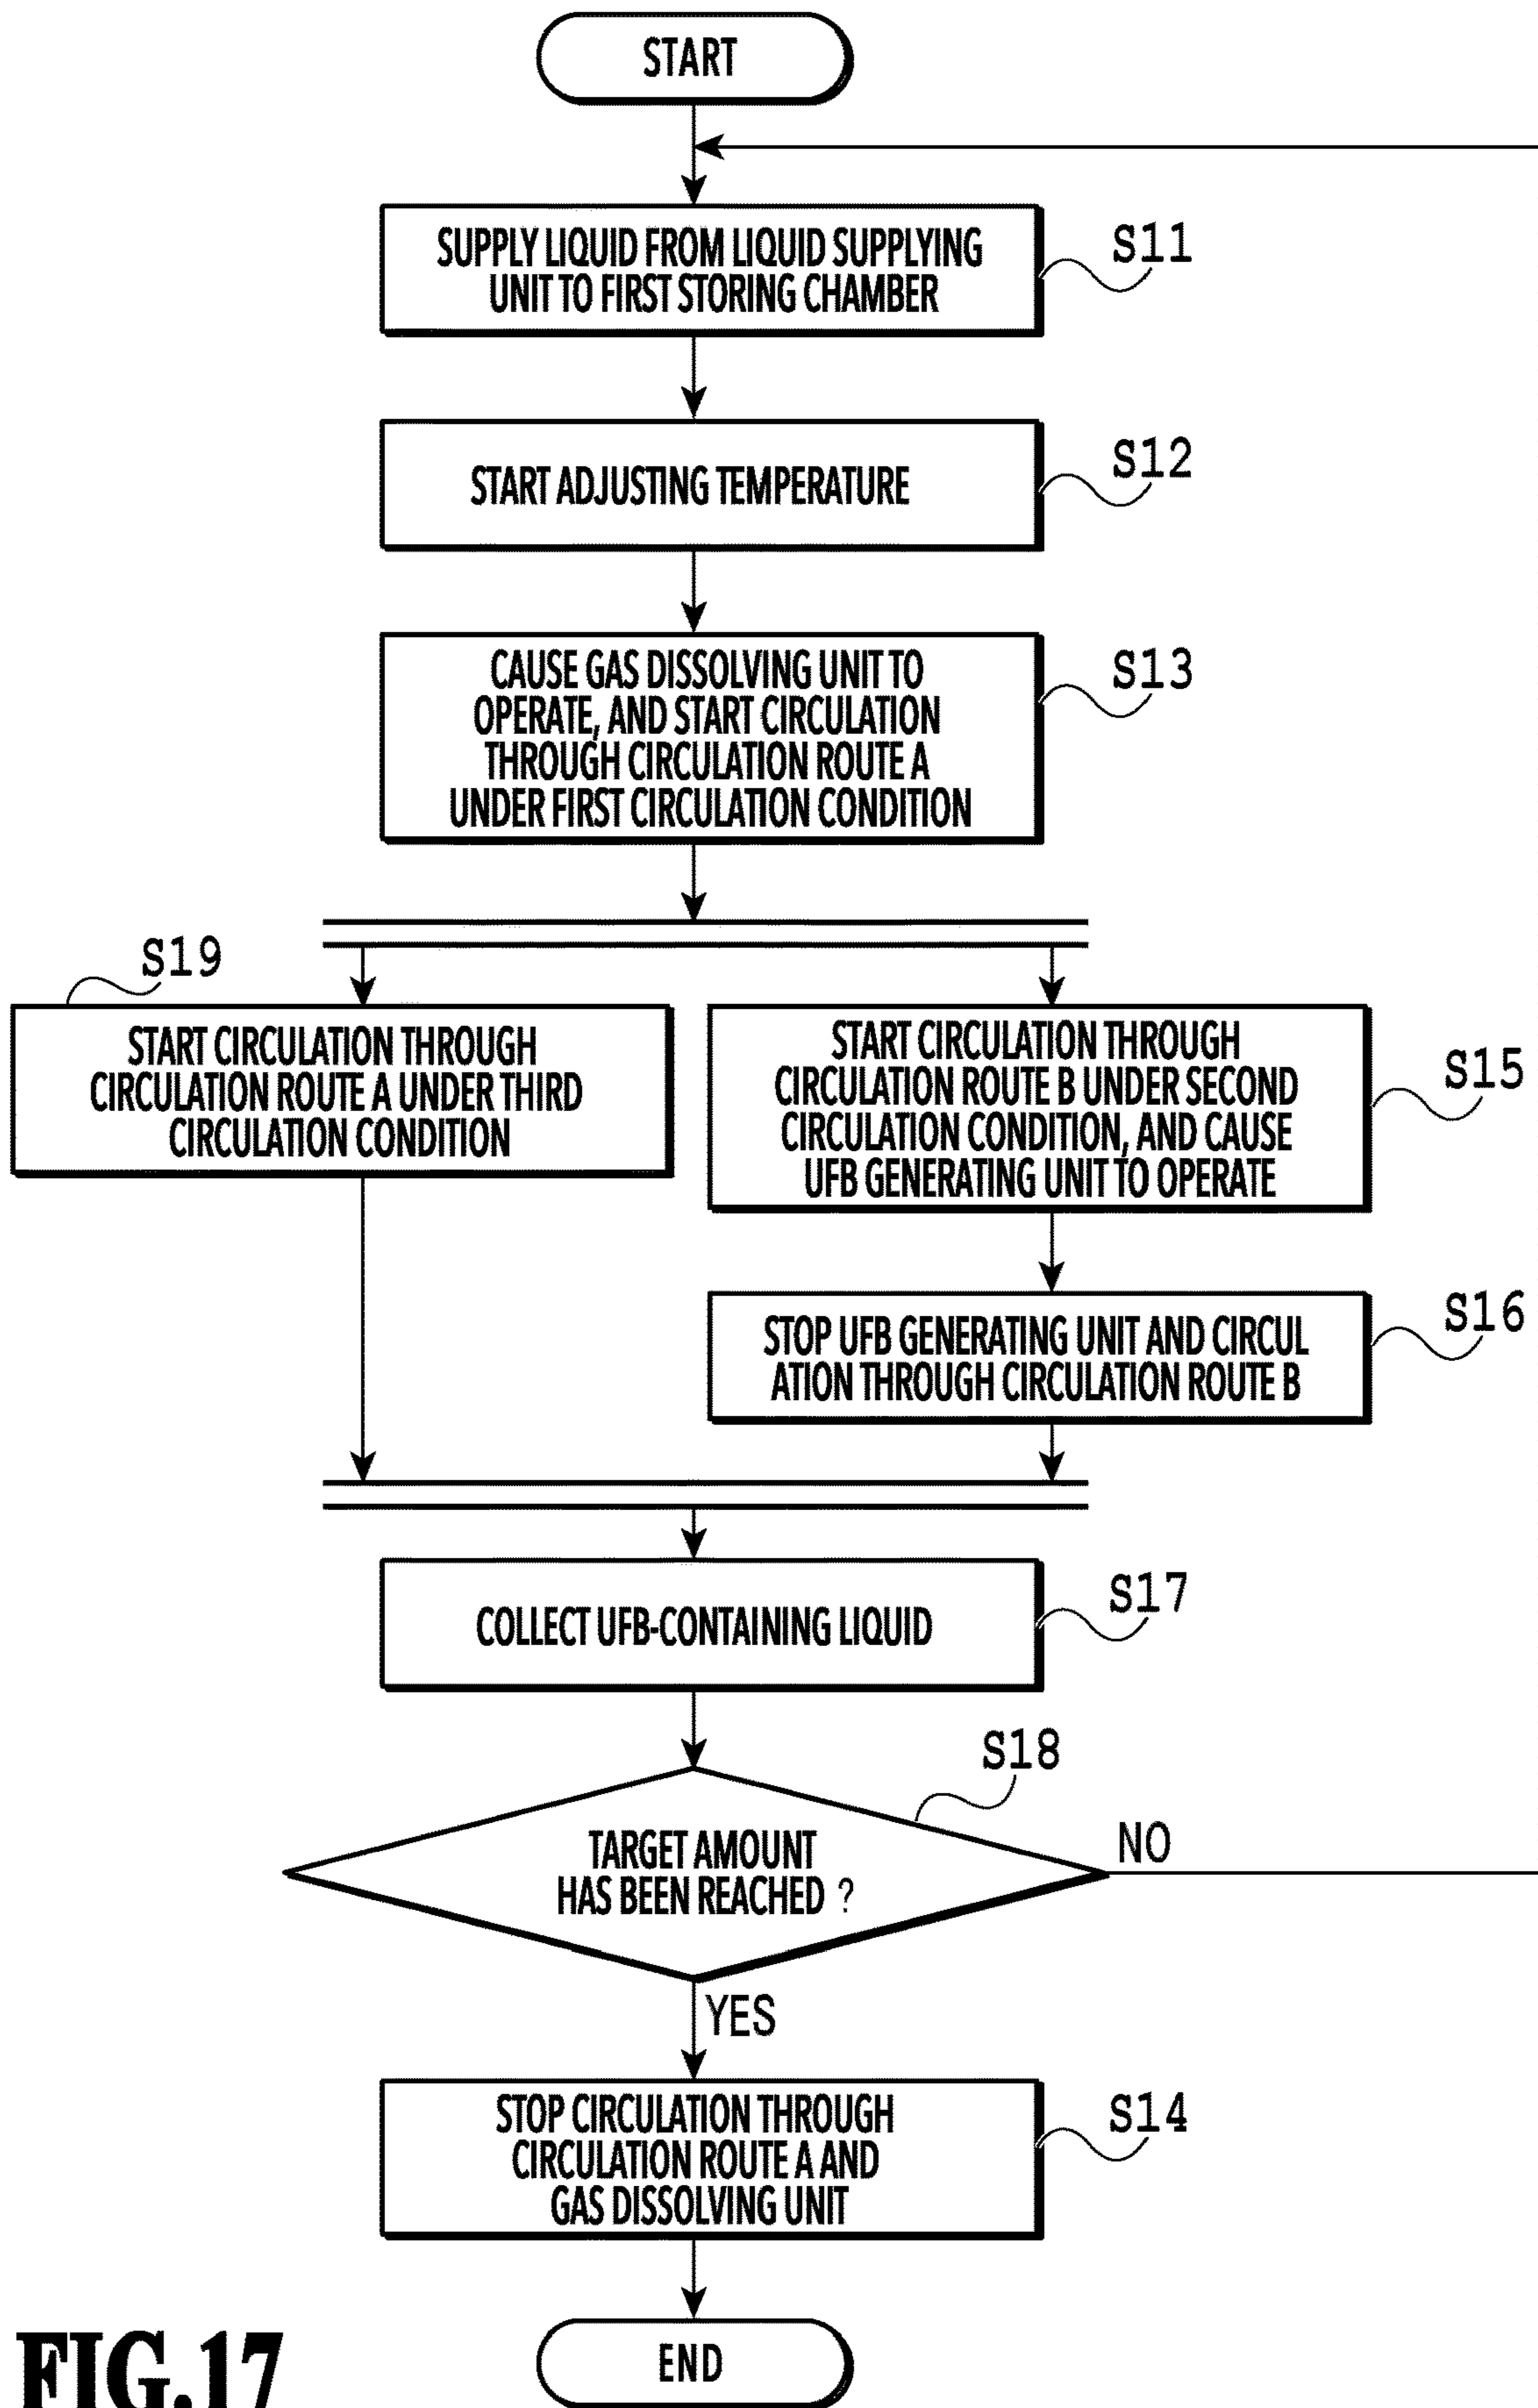 START
SUPPLY LIQUID FROM LIQUID SUPPLYING
UNIT TO FIRST STORING CHAMBER
S11
START ADJUSTING TEMPERATURE
S12
CAUSE GAS DISSOLVING UNIT TO
OPERATE, AND START CIRCULATION
THROUGH CIRCULATION ROUTE A
UNDER FIRST CIRCULATION CONDITION
S13
S19
START CIRCULATION THROUGH
CIRCULATION ROUTE A UNDER THIRD
CIRCULATION CONDITION
START CIRCULATION THROUGH
CIRCULATION ROUTE B UNDER SECOND
CIRCULATION CONDITION, AND CAUSE
UFB GENERATING UNIT TO OPERATE
S15
STOP UFB GENERATING UNIT AND CIRCUL
ATION THROUGH CIRCULATION ROUTE B
S16
COLLECT UFB-CONTAINING LIQUID
S17
S18
TARGET AMOUNT
HAS BEEN REACHED ?
NO
YES
STOP CIRCULATION THROUGH
CIRCULATION ROUTE A AND
GAS DISSOLVING UNIT
S14
END
FIG.17